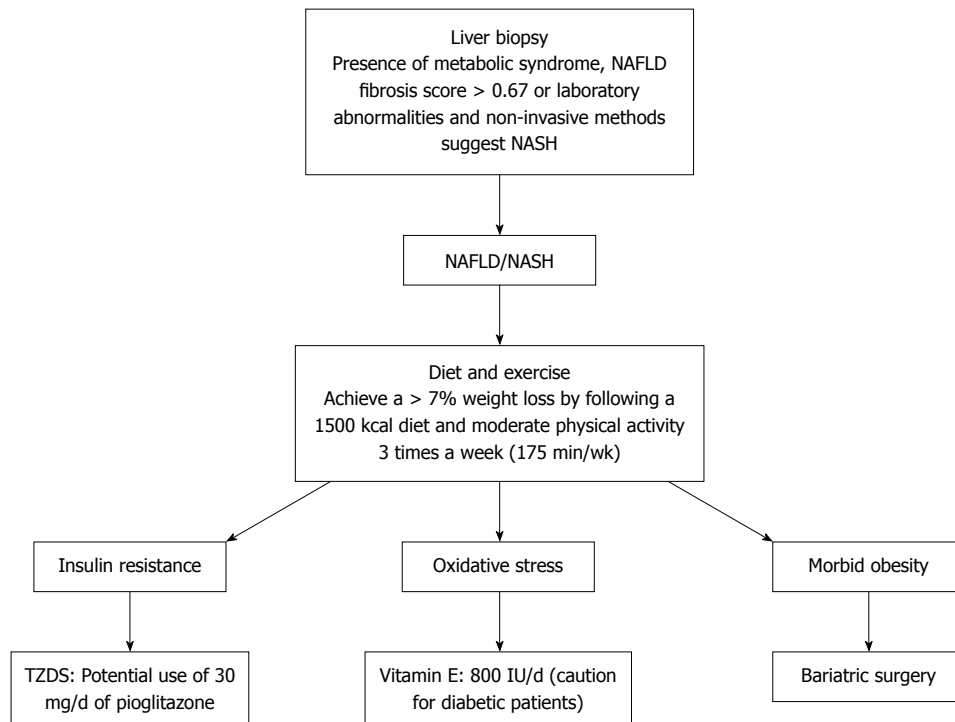 Liver biopsy
Presence of metabolic syndrome, NAFLD
fibrosis score > 0.67 or laboratory
abnormalities and non-invasive methods
suggest NASH
NAFLD/NASH
Diet and exercise
Achieve a > 7% weight loss by following a
1500 kcal diet and moderate physical activity
3 times a week (175 min/wk)
Insulin resistance
Oxidative stress
Morbid obesity
TZDS: Potential use of 30
mg/d of pioglitazone
Vitamin E: 800 IU/d (caution
for diabetic patients)
Bariatric surgery